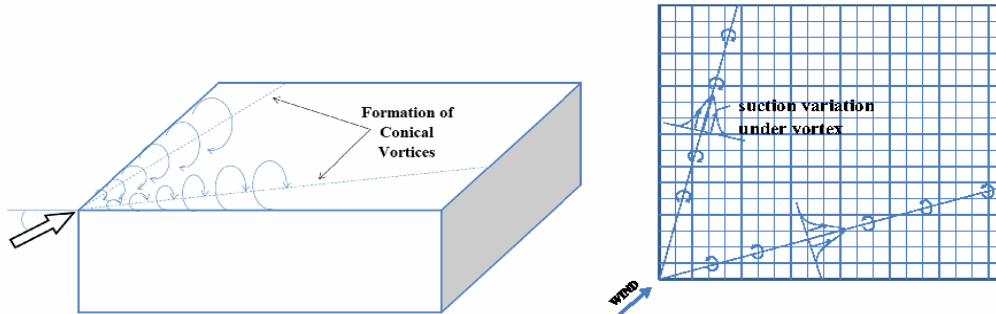 Formation of
Conical
Vortices
suction variation
under vortex
WIND